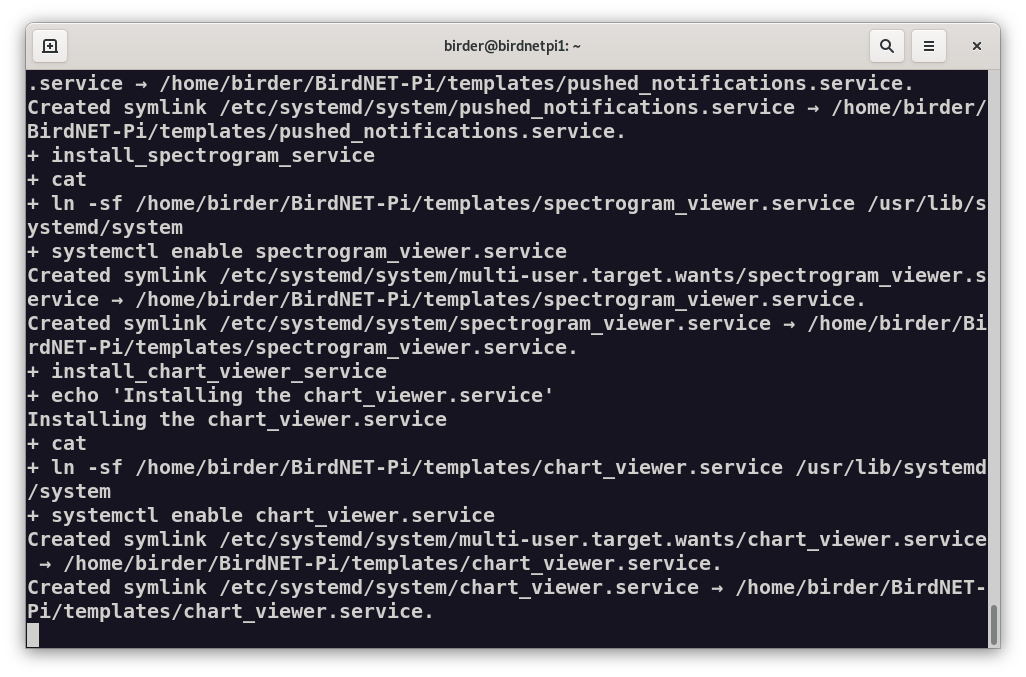 birder@birdnetpi1: ~
.service → /home/birder/BirdNET-Pi/templates/pushed_notifications.service.
Created symlink /etc/systemd/system/pushed_notifications.service → /home/birder/
BirdNET-Pi/templates/pushed_notifications.service.
+ install_spectrogram_service
+ cat
+ ln -sf /home/birder/BirdNET-Pi/templates/spectrogram_viewer.service /usr/lib/s
ystemd/system
+ systemctl enable spectrogram_viewer.service
Created symlink /etc/systemd/system/multi-user.target.wants/spectrogram_viewer.s
ervice → /home/birder/BirdNET-Pi/templates/spectrogram_viewer.service.
Created symlink /etc/systemd/system/spectrogram_viewer.service → /home/birder/Bi
rdNET-Pi/templates/spectrogram_viewer.service.
+ install_chart_viewer_service
+ echo 'Installing the chart_viewer.service'
Installing the chart_viewer.service
+ cat
+ ln -sf /home/birder/BirdNET-Pi/templates/chart_viewer.service /usr/lib/systemd
/system
+ systemctl enable chart_viewer.service
Created symlink /etc/systemd/system/multi-user.target.wants/chart_viewer.service
 → /home/birder/BirdNET-Pi/templates/chart_viewer.service.
Created symlink /etc/systemd/system/chart_viewer.service → /home/birder/BirdNET-
Pi/templates/chart_viewer.service.